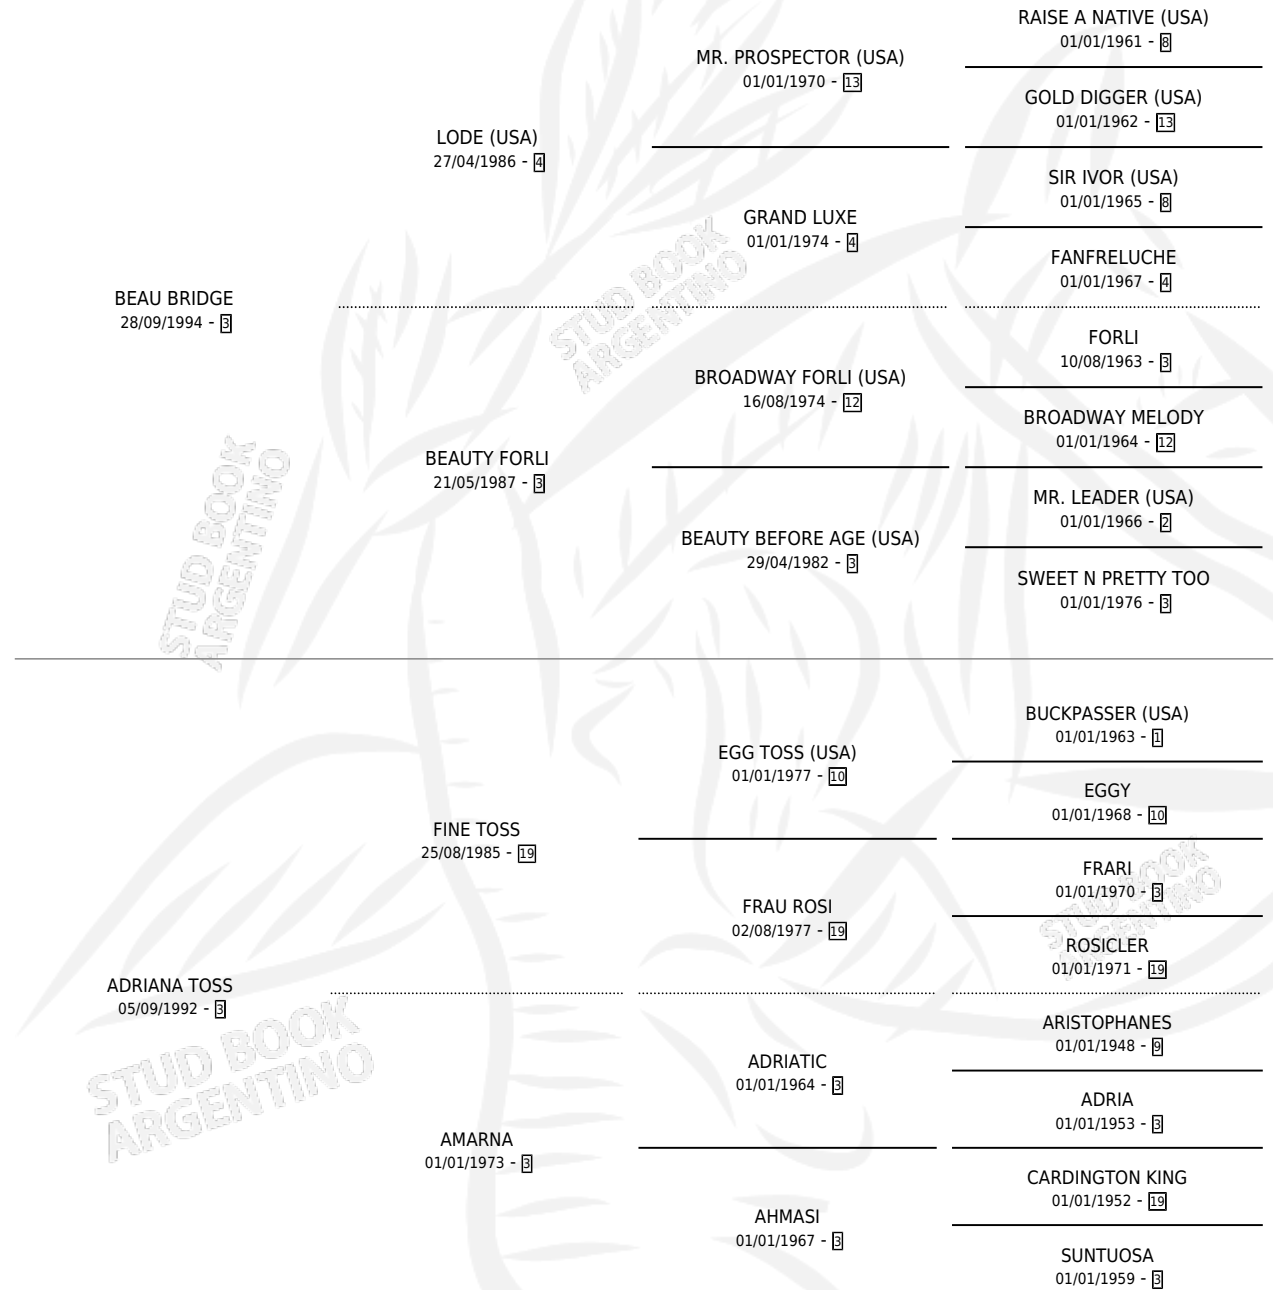 RAISE A NATIVE (USA)
01/01/1961 - 8
MR. PROSPECTOR (USA)
01/01/1970 - 13
GOLD DIGGER (USA)
01/01/1962 - 13
LODE (USA)
27/04/1986 - 4
SIR IVOR (USA)
01/01/1965 - 8
GRAND LUXE
01/01/1974 - 4
FANFRELUCHE
01/01/1967 - 4
BEAU BRIDGE
28/09/1994 - 3
STUD BOOK
ARGENTINO
FORLI
10/08/1963 - 3
BROADWAY FORLI (USA)
16/08/1974 - 12
BROADWAY MELODY
01/01/1964 - 12
BEAUTY FORLI
21/05/1987 - 3
MR. LEADER (USA)
01/01/1966 - 2
BEAUTY BEFORE AGE (USA)
29/04/1982 - 3
SWEET N PRETTY TOO
01/01/1976 - 3
STUD BOOK
ARGENTINO
BUCKPASSER (USA)
01/01/1963 - 1
EGG TOSS (USA)
01/01/1977 - 10
EGGY
01/01/1968 - 10
FINE TOSS
25/08/1985 - 19
FRARI
01/01/1970 - 3
FRAU ROSI
02/08/1977 - 19
ROSICLER
01/01/1971 - 19
STUD BOOK
ARGENTINO
ADRIANA TOSS
05/09/1992 - 3
ARISTOPHANES
01/01/1948 - 9
ADRIATIC
01/01/1964 - 3
ADRIA
01/01/1953 - 3
STUD BOOK
ARGENTINO
AMARNA
01/01/1973 - 3
CARDINGTON KING
01/01/1952 - 19
AHMASI
01/01/1967 - 3
SUNTUOSA
01/01/1959 - 3